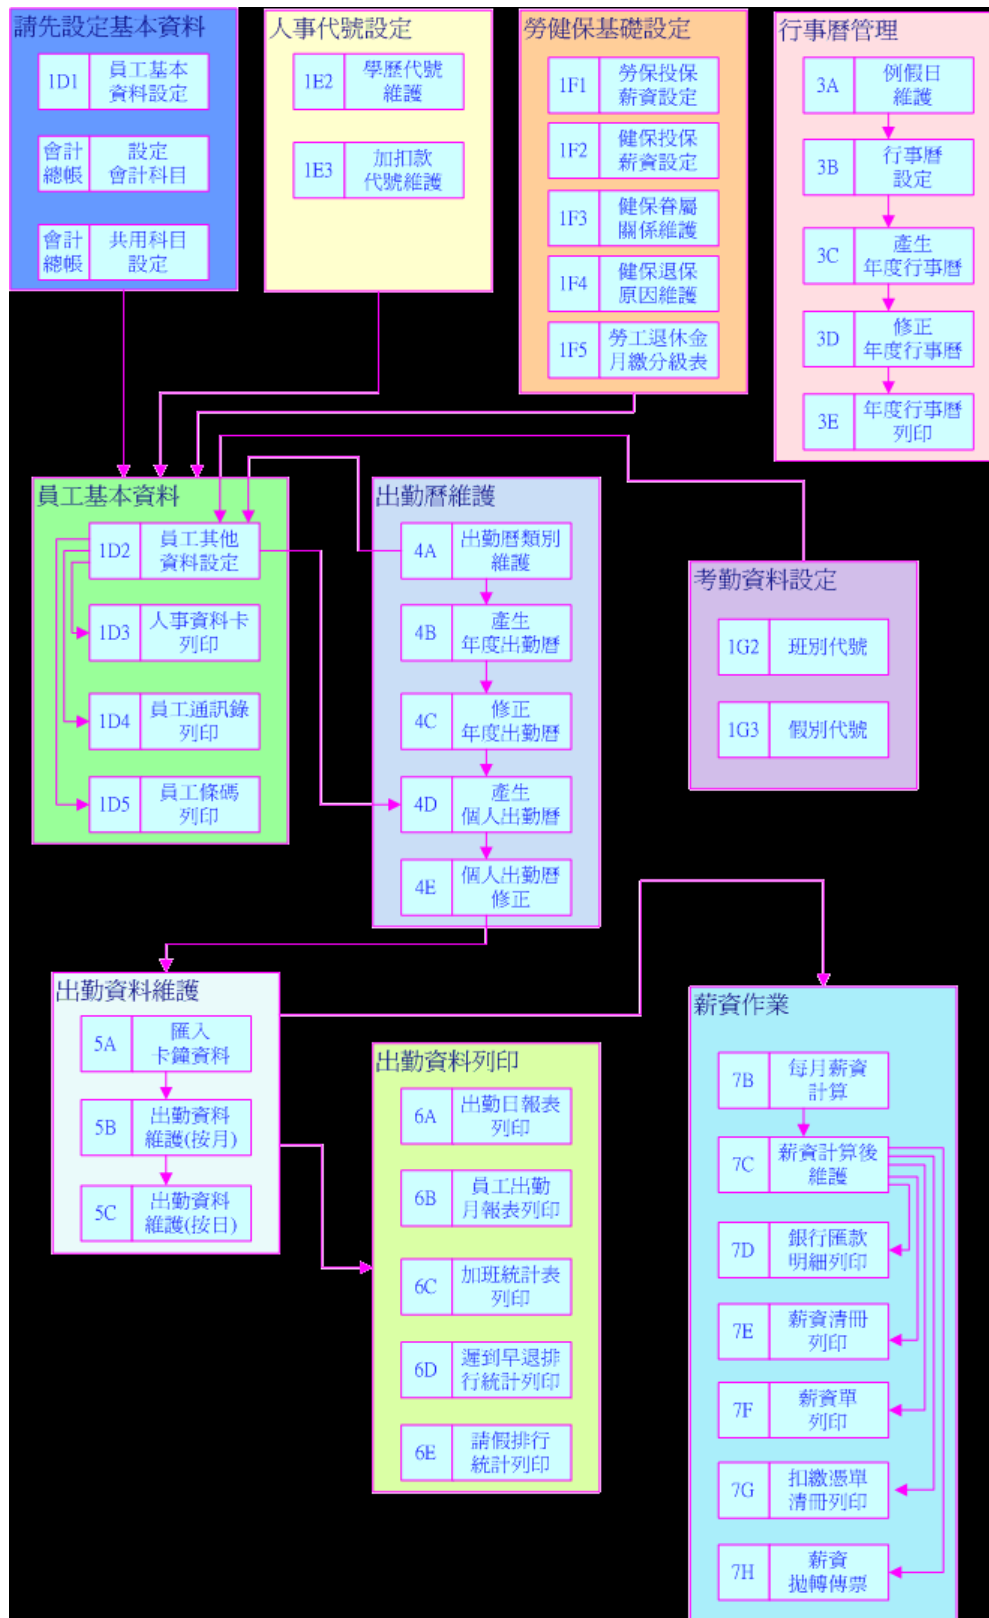 請先設定基本資料
1D1
員工基本
資料設定
會計
總帳
設定
會計科目
會計
總帳
共用科目
設定
人事代號設定
1E2
學歷代號
維護
1E3
加扣款
代號維護
勞健保基礎設定
1F1
勞保投保
薪資設定
1F2
健保投保
薪資設定
1F3
健保眷屬
關係維護
1F4
健保退保
原因維護
1F5
勞工退休金
月繳分級表
行事曆管理
3A
例假日
維護
3B
行事曆
設定
3C
產生
年度行事曆
3D
修正
年度行事曆
3E
年度行事曆
列印
員工基本資料
1D2
員工其他
資料設定
1D3
人事資料卡
列印
1D4
員工通訊錄
列印
1D5
員工條碼
列印
出勤曆維護
4A
出勤曆類別
維護
4B
產生
年度出勤曆
4C
修正
年度出勤曆
4D
產生
個人出勤曆
4E
個人出勤曆
修正
考勤資料設定
1G2
班別代號
1G3
假別代號
出勤資料維護
5A
匯入
卡鐘資料
5B
出勤資料
維護(按月)
5C
出勤資料
維護(按日)
出勤資料列印
6A
出勤日報表
列印
6B
員工出勤
月報表列印
6C
加班統計表
列印
6D
遲到早退排
行統計列印
6E
請假排行
統計列印
薪資作業
7B
每月薪資
計算
7C
薪資計算後
維護
7D
銀行匯款
明細列印
7E
薪資清冊
列印
7F
薪資單
列印
7G
扣繳憑單
清冊列印
7H
薪資
拋轉傳票